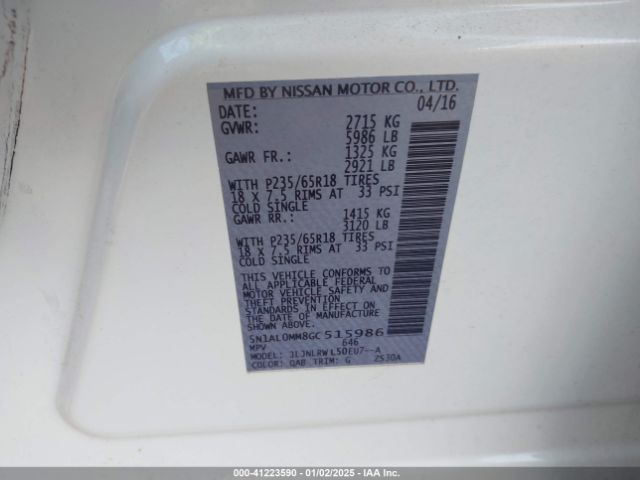 MFD BY NISSAN MOTOR CO., LTD.
DATE: 04/16
GVWR: 2715 KG
5986 LB
GAWR FR.: 1325 KG
2921 LB
WITH P235/65R18 TIRES
18 X 7.5 RIMS AT 33 PSI
COLD SINGLE
GAWR RR.: 1415 KG
3120 LB
WITH P235/65R18 TIRES
18 X 7.5 RIMS AT 33 PSI
COLD SINGLE
THIS VEHICLE CONFORMS TO
ALL APPLICABLE FEDERAL
MOTOR VEHICLE SAFETY AND
THEFT PREVENTION
STANDARDS IN EFFECT ON
THE DATE OF MANUFACTURE
SHOWN ABOVE.
5N1AL0MM8GC515986
MPV 646
MODEL: JLJNLRWL50EU7--A
COLOR: QAB TRIM: G ZS30A
000-41223590 - 01/02/2025 - IAA Inc.